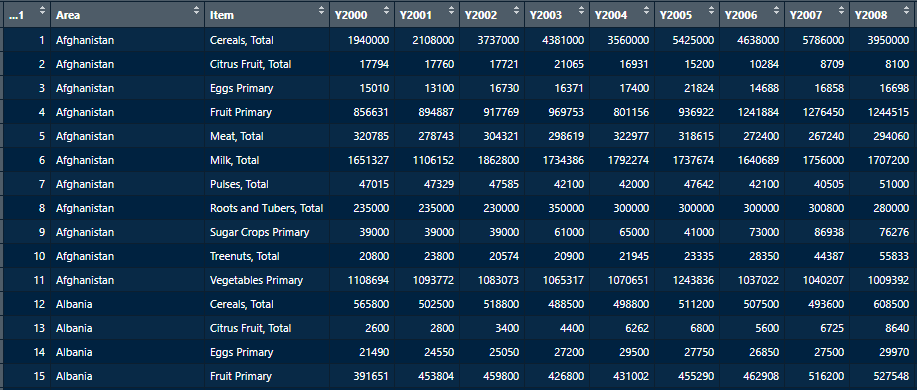 ...1 Area Item Y2000 Y2001 Y2002 Y2003 Y2004 Y2005 Y2006 Y2007 Y2008
1 Afghanistan Cereals, Total 1940000 2108000 3737000 4381000 3560000 5425000 4638000 5786000 3950000
2 Afghanistan Citrus Fruit, Total 17794 17760 17721 21065 16931 15200 10284 8709 8100
3 Afghanistan Eggs Primary 15010 13100 16730 16371 17400 21824 14688 16858 16698
4 Afghanistan Fruit Primary 856631 894887 917769 969753 801156 936922 1241884 1276450 1244515
5 Afghanistan Meat, Total 320785 278743 304321 298619 322977 318615 272400 267240 294060
6 Afghanistan Milk, Total 1651327 1106152 1862800 1734386 1792274 1737674 1640689 1756000 1707200
7 Afghanistan Pulses, Total 47015 47329 47585 42100 42000 47642 42100 40505 51000
8 Afghanistan Roots and Tubers, Total 235000 235000 230000 350000 300000 300000 300000 300800 280000
9 Afghanistan Sugar Crops Primary 39000 39000 39000 61000 65000 41000 73000 86938 76276
10 Afghanistan Treenuts, Total 20800 23800 20574 20900 21945 23335 28350 44387 55833
11 Afghanistan Vegetables Primary 1108694 1093772 1083073 1065317 1070651 1243836 1037022 1040207 1009392
12 Albania Cereals, Total 565800 502500 518800 488500 498800 511200 507500 493600 608500
13 Albania Citrus Fruit, Total 2600 2800 3400 4400 6262 6800 5600 6725 8640
14 Albania Eggs Primary 21490 24550 25050 27200 29500 27750 26850 27500 29970
15 Albania Fruit Primary 391651 453804 459800 426800 431002 455290 462908 516200 527548